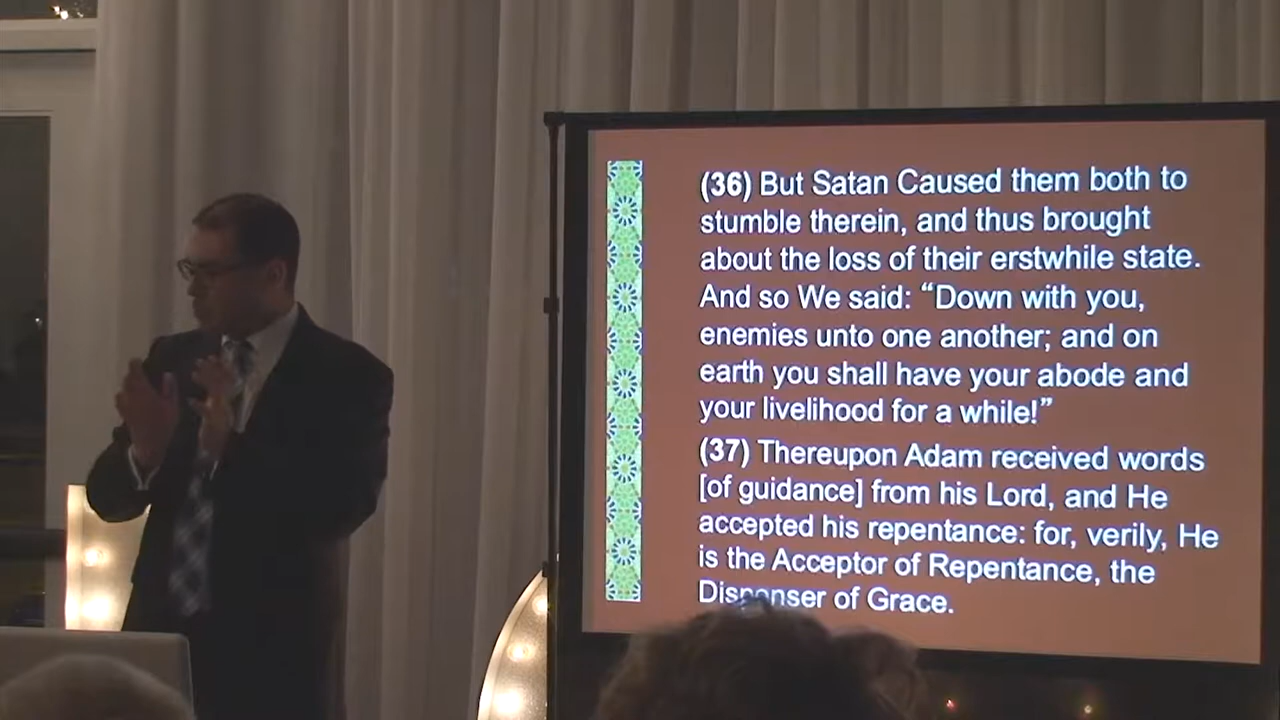 (36) But Satan Caused them both to
stumble therein, and thus brought
about the loss of their erstwhile state.
And so We said: “Down with you,
enemies unto one another; and on
earth you shall have your abode and
your livelihood for a while!”
(37) Thereupon Adam received words
[of guidance] from his Lord, and He
accepted his repentance: for, verily, He
is the Acceptor of Repentance, the
Dispenser of Grace.